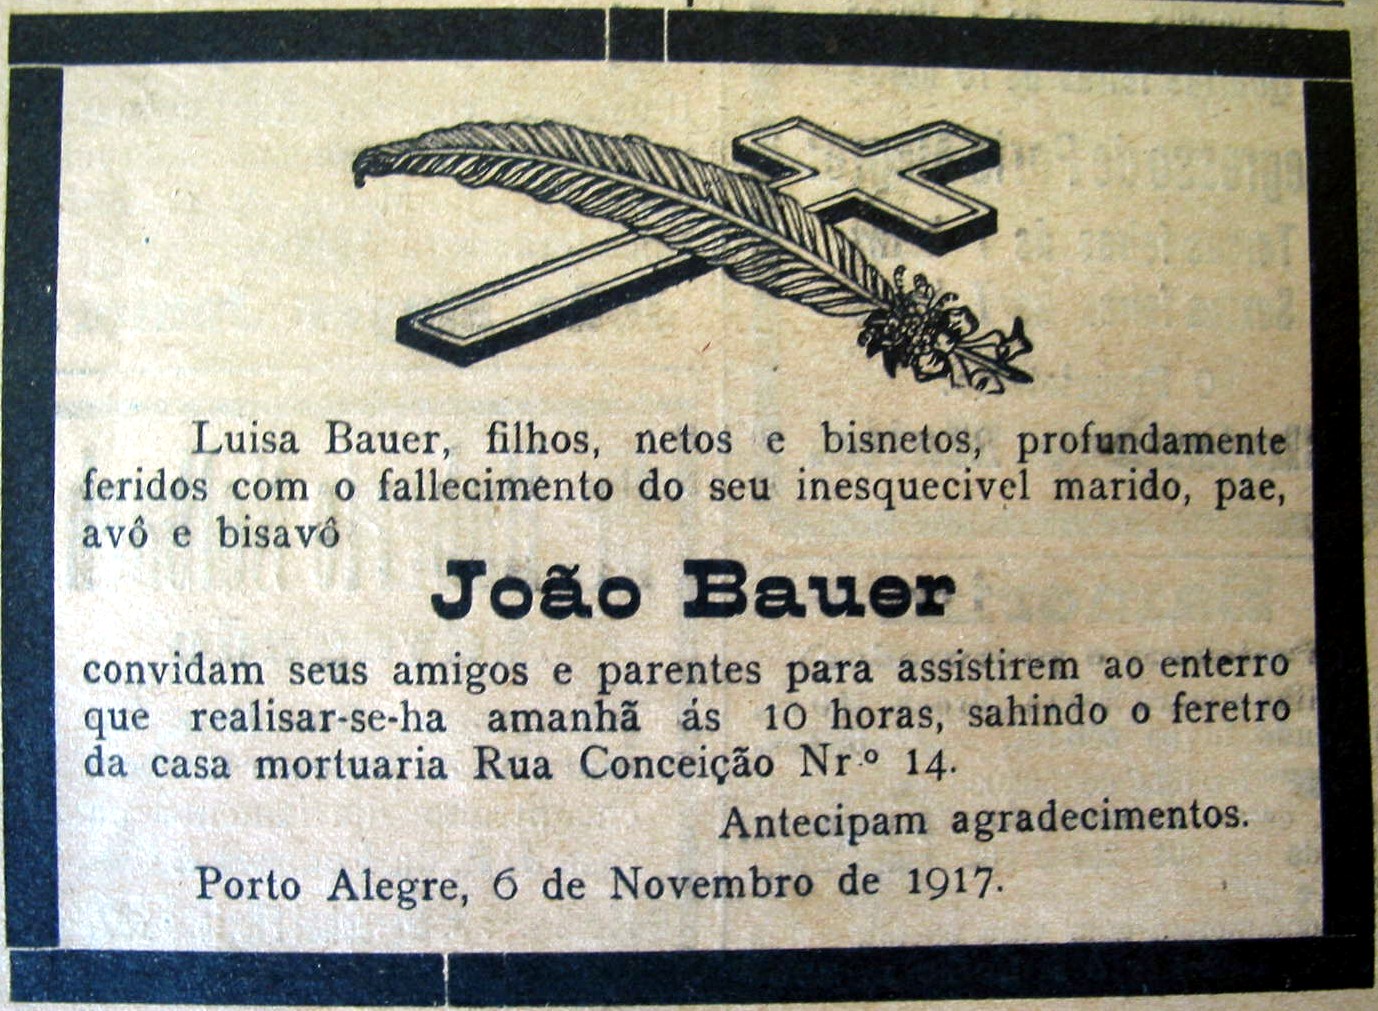 Luisa Bauer, filhos, netos e bisnetos, profundamente
feridos com o fallecimento do seu inesquecivel marido, pae,
avô e bisavô
João Bauer
convidam seus amigos e parentes para assistirem ao enterro
que realisar-se-ha amanhã ás 10 horas, sahindo o feretro
da casa mortuaria Rua Conceição Nr.º 14.
Antecipam agradecimentos.
Porto Alegre, 6 de Novembro de 1917.